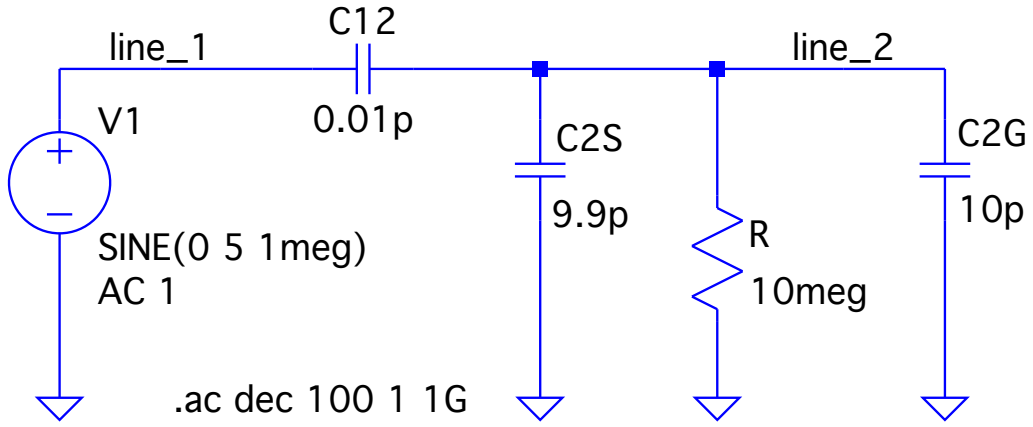 C12
line_1
line_2
0.01p
V1
C2S
C2G
9.9p
10p
R
SINE(0 5 1meg)
AC 1
10meg
.ac dec 100 1 1G